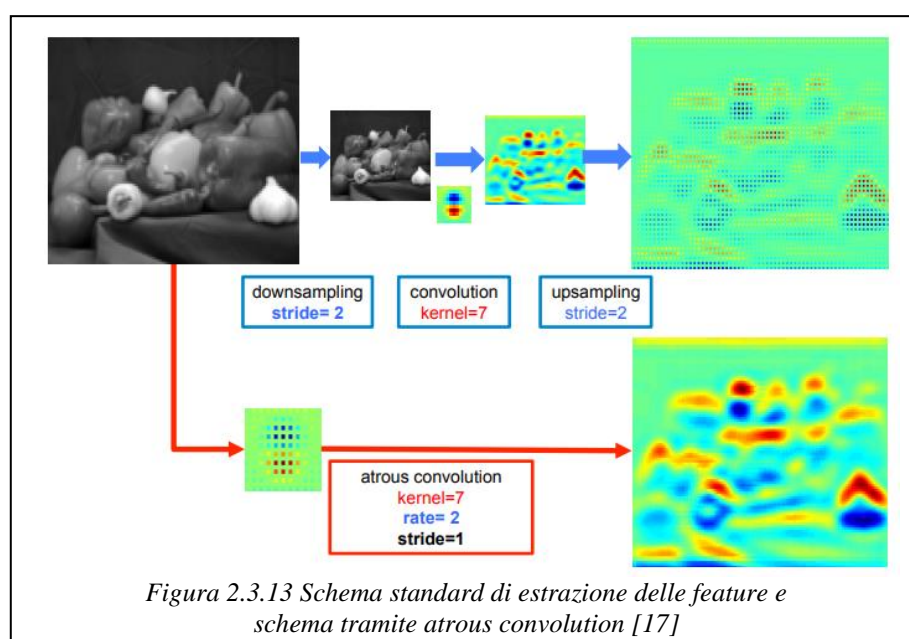 downsampling
stride= 2
convolution
kernel=7
upsampling
stride=2
atrous convolution
kernel=7
rate= 2
stride=1
Figura 2.3.13 Schema standard di estrazione delle feature e
schema tramite atrous convolution [17]